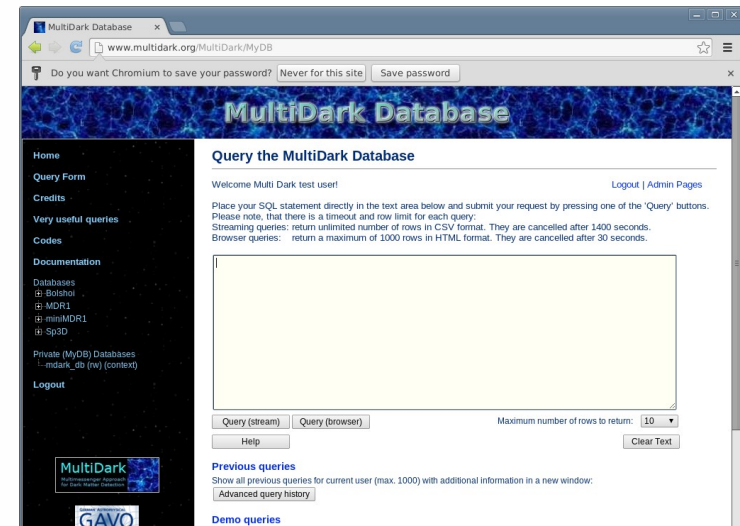 MultiDark Database
www.multidark.org/MultiDark/MyDB
Do you want Chromium to save your password? Never for this site Save password
MultiDark Database
Home
Query Form
Credits
Very useful queries
Codes
Documentation
Databases
Bolshoi
MDR1
miniMDR1
Sp3D
Private (MyDB) Databases
mdark_db (rw) (context)
Logout
MultiDark
Multimessenger Approach
for Dark Matter Detection
GAVO
Query the MultiDark Database
Welcome Multi Dark test user! Logout | Admin Pages
Place your SQL statement directly in the text area below and submit your request by pressing one of the 'Query' buttons.
Please note, that there is a timeout and row limit for each query:
Streaming queries: return unlimited number of rows in CSV format. They are cancelled after 1400 seconds.
Browser queries: return a maximum of 1000 rows in HTML format. They are cancelled after 30 seconds.
Query (stream) Query (browser) Maximum number of rows to return: 10
Help Clear Text
Previous queries
Show all previous queries for current user (max. 1000) with additional information in a new window:
Advanced query history
Demo queries